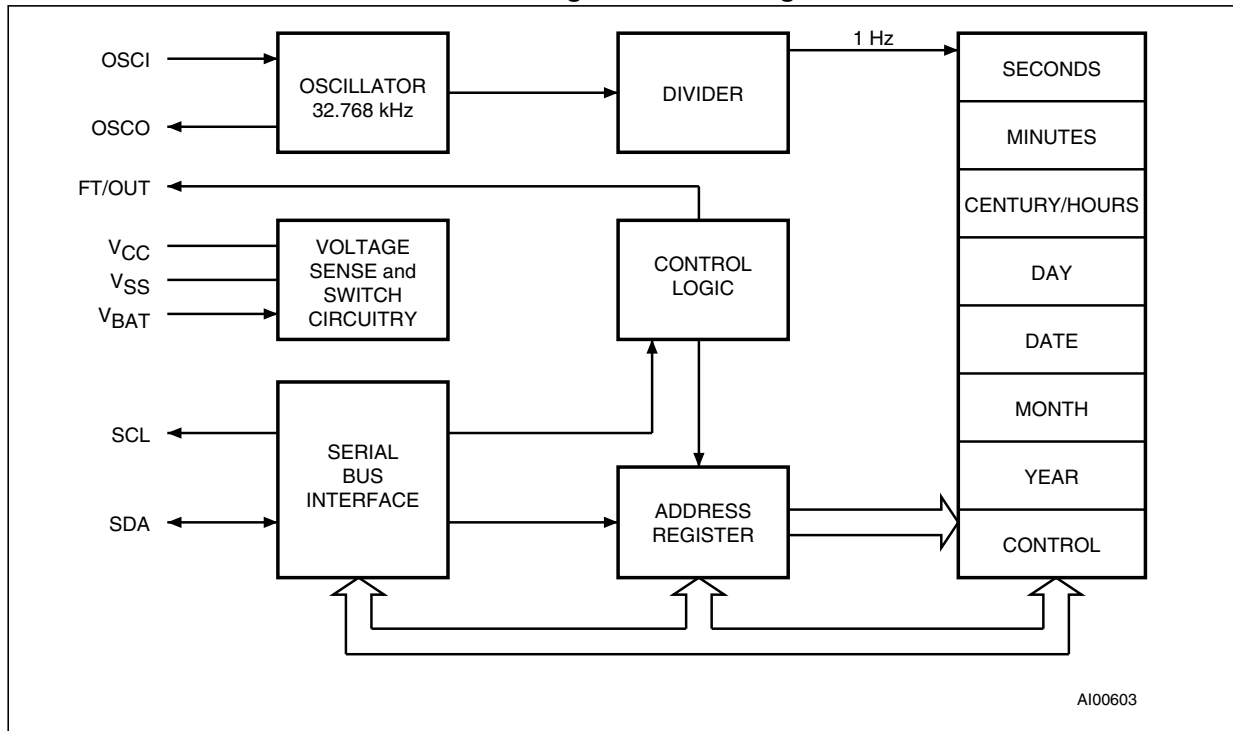 OSCI
OSCO
FT/OUT
VCC
VSS
VBAT
SCL
SDA
OSCILLATOR
32.768 kHz
DIVIDER
1 Hz
VOLTAGE
SENSE and
SWITCH
CIRCUITRY
CONTROL
LOGIC
SERIAL
BUS
INTERFACE
ADDRESS
REGISTER
SECONDS
MINUTES
CENTURY/HOURS
DAY
DATE
MONTH
YEAR
CONTROL
AI00603